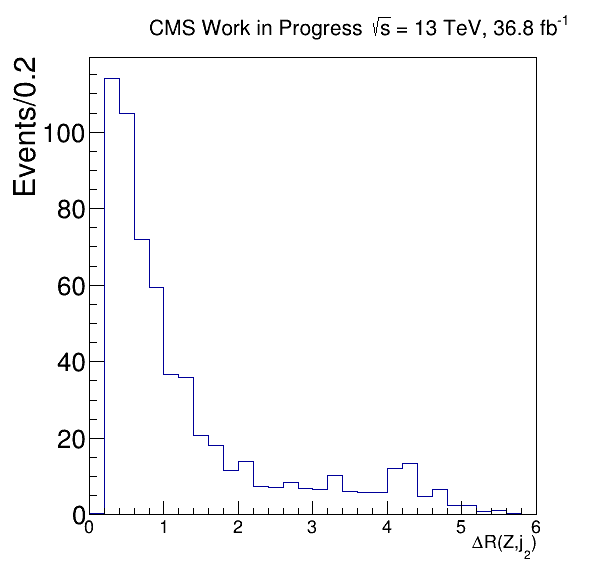 CMS Work in Progress √s = 13 TeV, 36.8 fb⁻¹
Events/0.2
100
80
60
40
20
0
0 1 2 3 4 5 6
ΔR(Z,j₂)